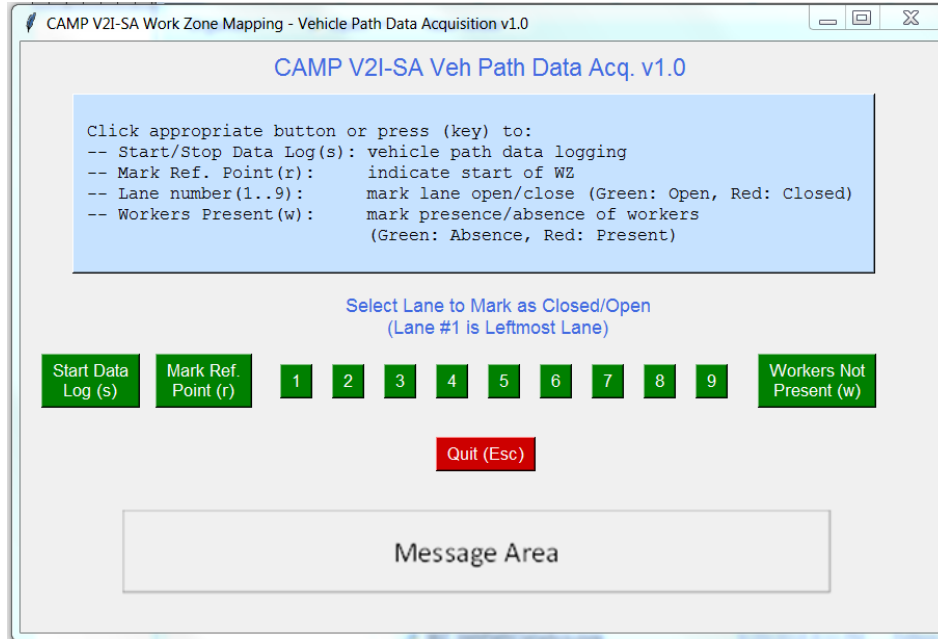 CAMP V2I-SA Work Zone Mapping - Vehicle Path Data Acquisition v1.0
CAMP V2I-SA Veh Path Data Acq. v1.0
Click appropriate button or press (key) to:
-- Start/Stop Data Log(s): vehicle path data logging
-- Mark Ref. Point(r): indicate start of WZ
-- Lane number(1..9): mark lane open/close (Green: Open, Red: Closed)
-- Workers Present(w): mark presence/absence of workers
(Green: Absence, Red: Present)
Select Lane to Mark as Closed/Open
(Lane #1 is Leftmost Lane)
Start Data
Log (s)
Mark Ref.
Point (r)
1 2 3 4 5 6 7 8 9
Workers Not
Present (w)
Quit (Esc)
Message Area